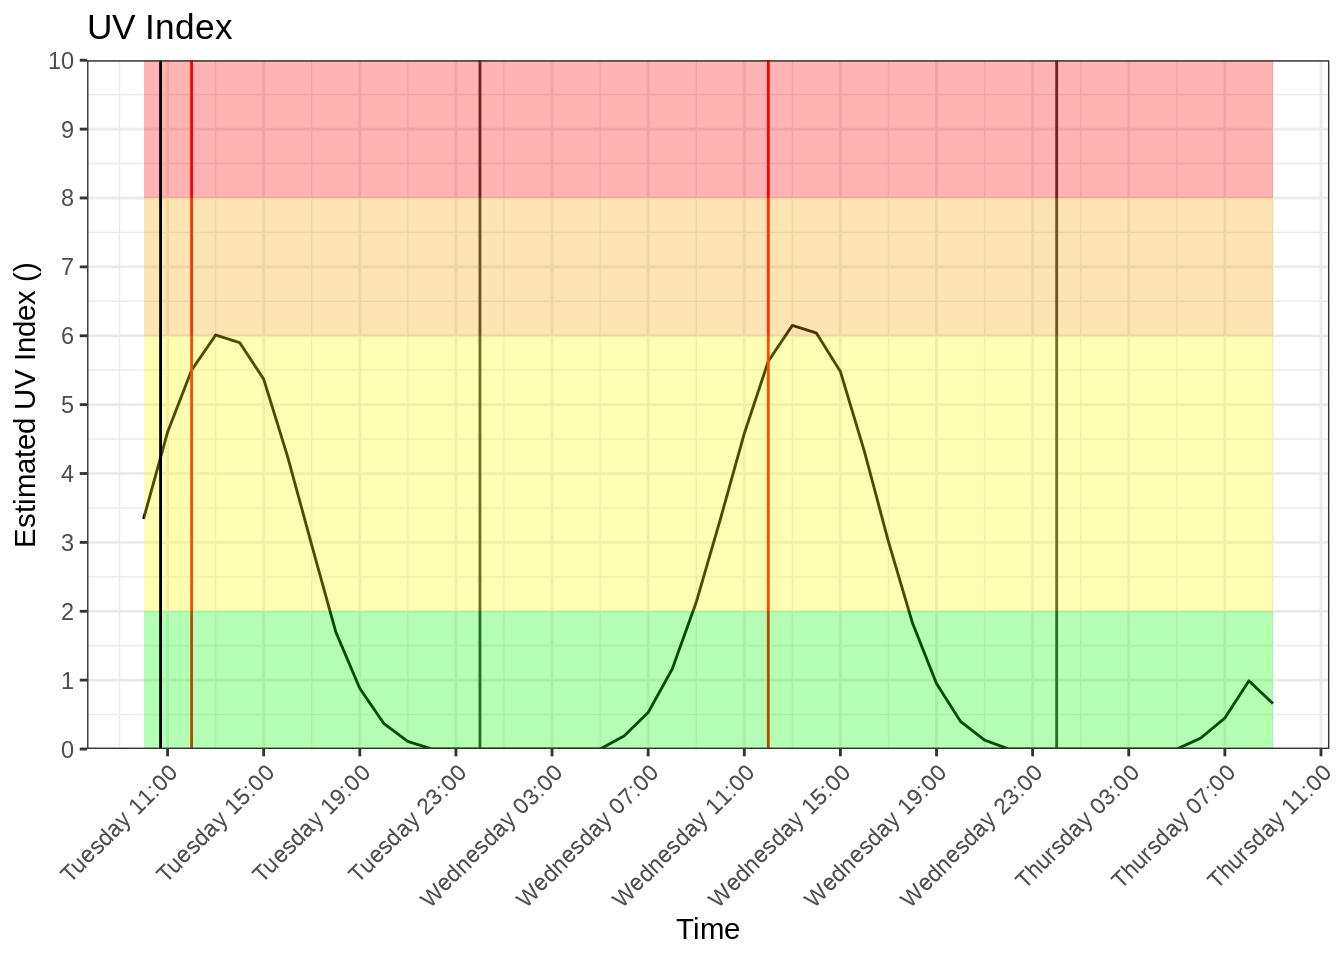 UV Index
Estimated UV Index ()
10
9
8
7
6
5
4
3
2
1
0
Tuesday 11:00
Tuesday 15:00
Tuesday 19:00
Tuesday 23:00
Wednesday 03:00
Wednesday 07:00
Wednesday 11:00
Wednesday 15:00
Wednesday 19:00
Wednesday 23:00
Thursday 03:00
Thursday 07:00
Thursday 11:00
Time